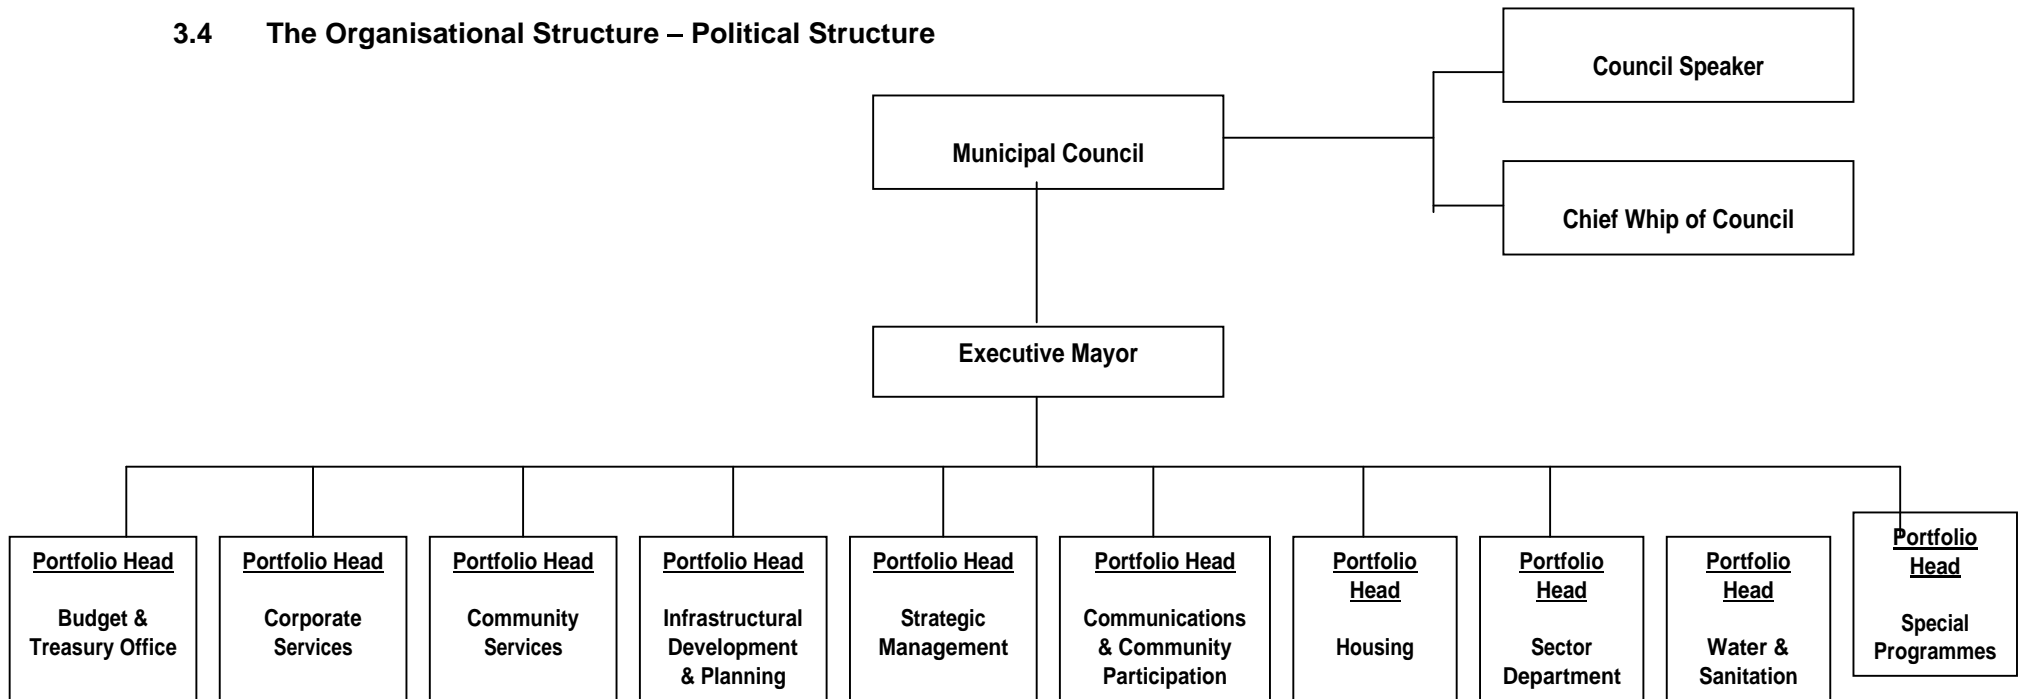 3.4 The Organisational Structure – Political Structure
Council Speaker
Municipal Council
Chief Whip of Council
Executive Mayor
Portfolio Head
Budget &
Treasury Office
Portfolio Head
Corporate
Services
Portfolio Head
Community
Services
Portfolio Head
Infrastructural
Development
& Planning
Portfolio Head
Strategic
Management
Portfolio Head
Communications
& Community
Participation
Portfolio
Head
Housing
Portfolio
Head
Sector
Department
Portfolio
Head
Water &
Sanitation
Portfolio
Head
Special
Programmes